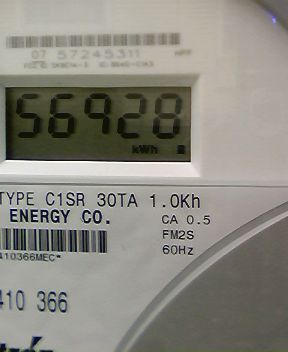 07 57245311
56928
kWh
TYPE C1SR 30TA 1.0Kh
ENERGY CO.
CA 0.5
FM2S
60Hz
410366MEC*
410 366